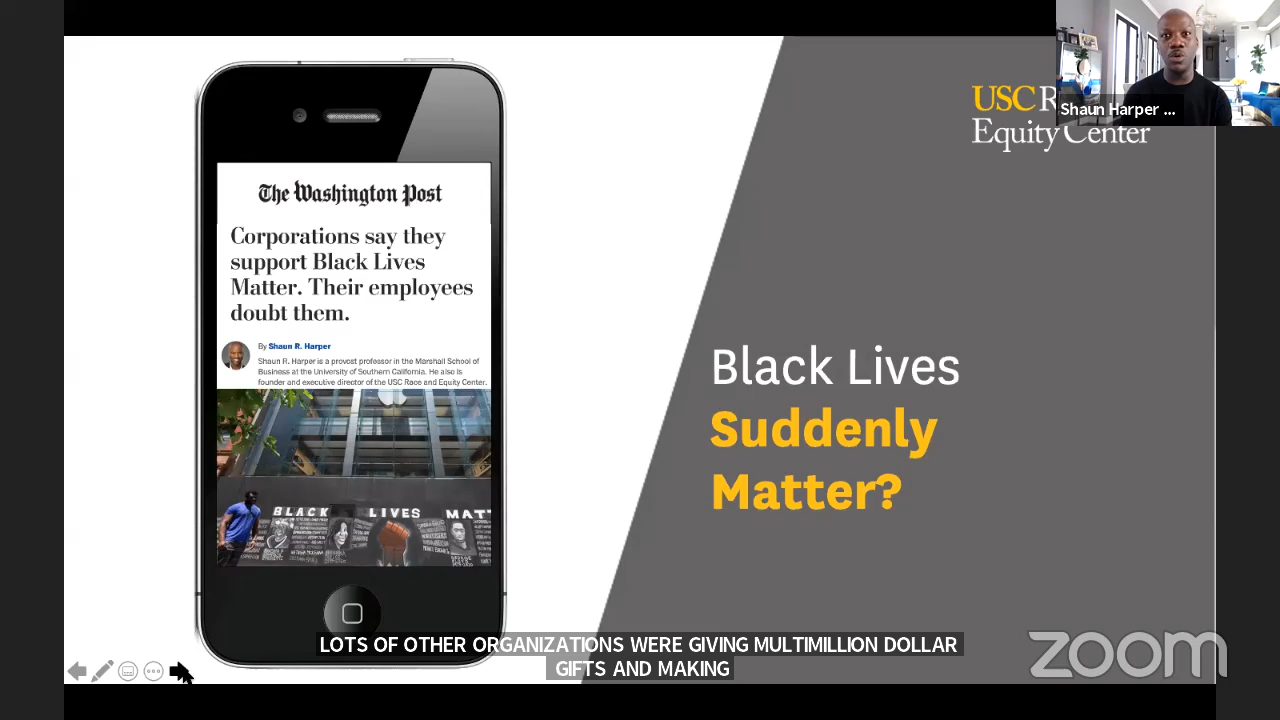 The Washington Post
Corporations say they
support Black Lives
Matter. Their employees
doubt them.
By Shaun R. Harper
Shaun R. Harper is a provost professor in the Marshall School of
Business at the University of Southern California. He also is
founder and executive director of the USC Race and Equity Center.
BLACK LIVES MATT
USC R
Equity Center
Shaun Harper ...
Black Lives
Suddenly
Matter?
LOTS OF OTHER ORGANIZATIONS WERE GIVING MULTIMILLION DOLLAR
GIFTS AND MAKING
zoom